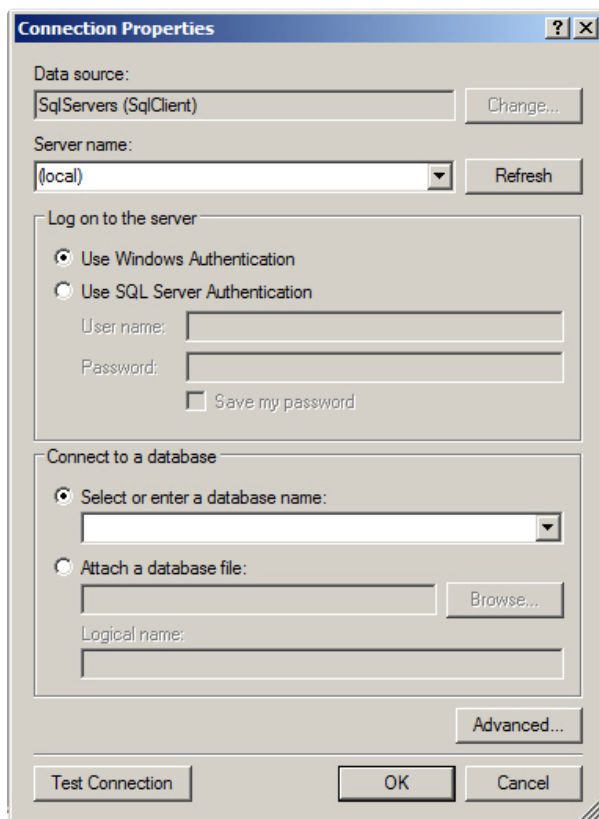 Connection Properties
Data source:
SqlServers (SqlClient)
Change...
Server name:
(local)
Refresh
Log on to the server
Use Windows Authentication
Use SQL Server Authentication
User name:
Password:
Save my password
Connect to a database
Select or enter a database name:
Attach a database file:
Browse...
Logical name:
Advanced...
Test Connection
OK
Cancel